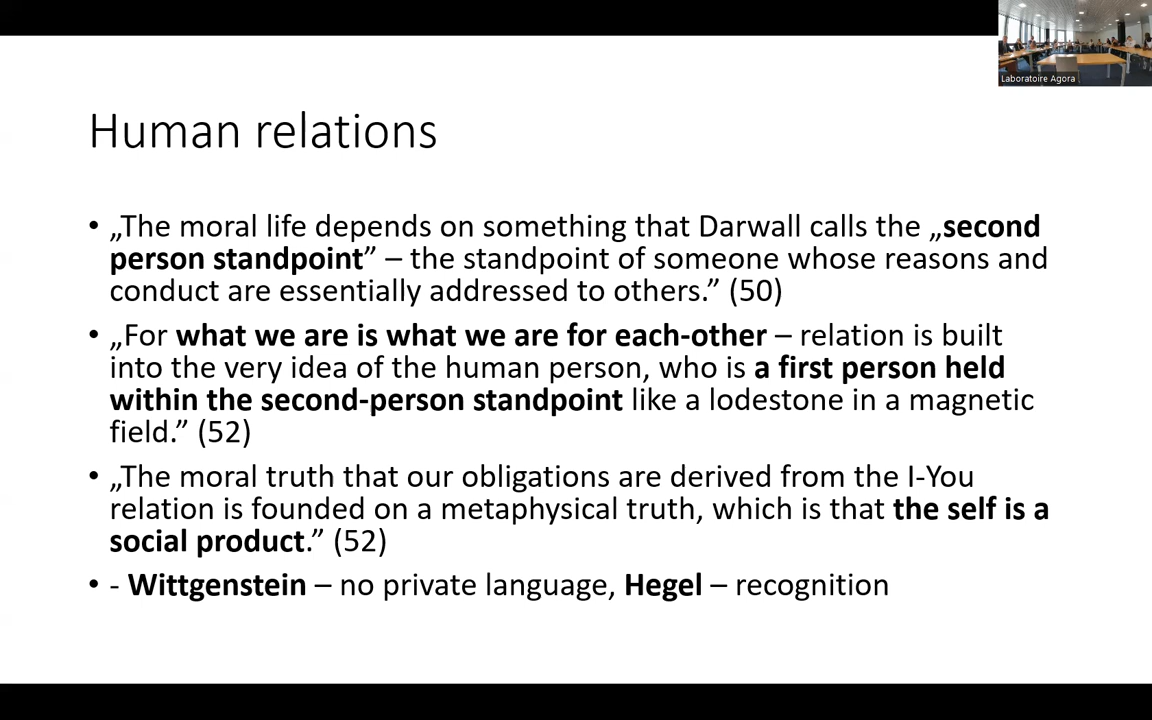 Laboratoire Agora
Human relations
• „The moral life depends on something that Darwall calls the „second
person standpoint” – the standpoint of someone whose reasons and
conduct are essentially addressed to others.” (50)
• „For what we are is what we are for each-other – relation is built
into the very idea of the human person, who is a first person held
within the second-person standpoint like a lodestone in a magnetic
field.” (52)
• „The moral truth that our obligations are derived from the I-You
relation is founded on a metaphysical truth, which is that the self is a
social product.” (52)
• - Wittgenstein – no private language, Hegel – recognition